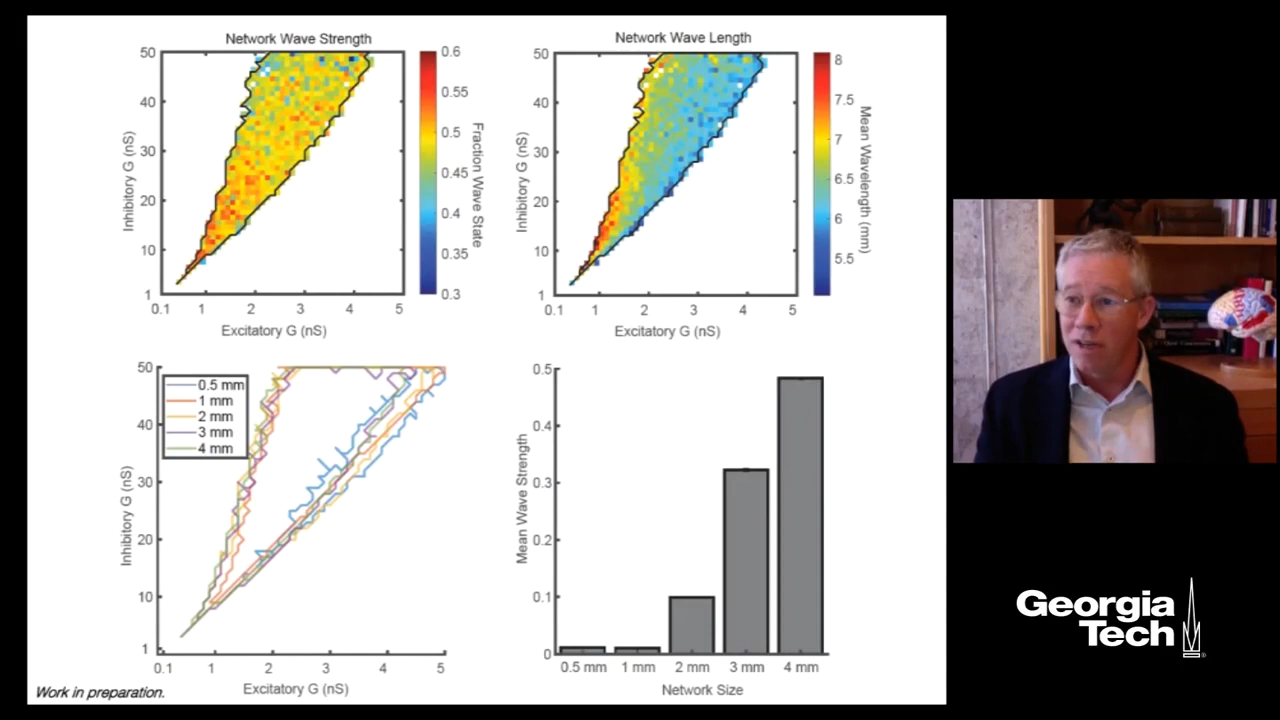 Network Wave Strength
50
40
30
20
10
1
Inhibitory G (nS)
0.1 1 2 3 4 5
Excitatory G (nS)
0.6
0.55
0.5
0.45
0.4
0.35
0.3
Fraction Wave State
Network Wave Length
50
40
30
20
10
1
Inhibitory G (nS)
0.1 1 2 3 4 5
Excitatory G (nS)
8
7.5
7
6.5
6
5.5
Mean Wavelength (mm)
50
40
30
20
10
1
Inhibitory G (nS)
0.5 mm
1 mm
2 mm
3 mm
4 mm
0.1 1 2 3 4 5
Excitatory G (nS)
0.5
0.4
0.3
0.2
0.1
0
Mean Wave Strength
0.5 mm 1 mm 2 mm 3 mm 4 mm
Network Size
Work in preparation.
Georgia
Tech